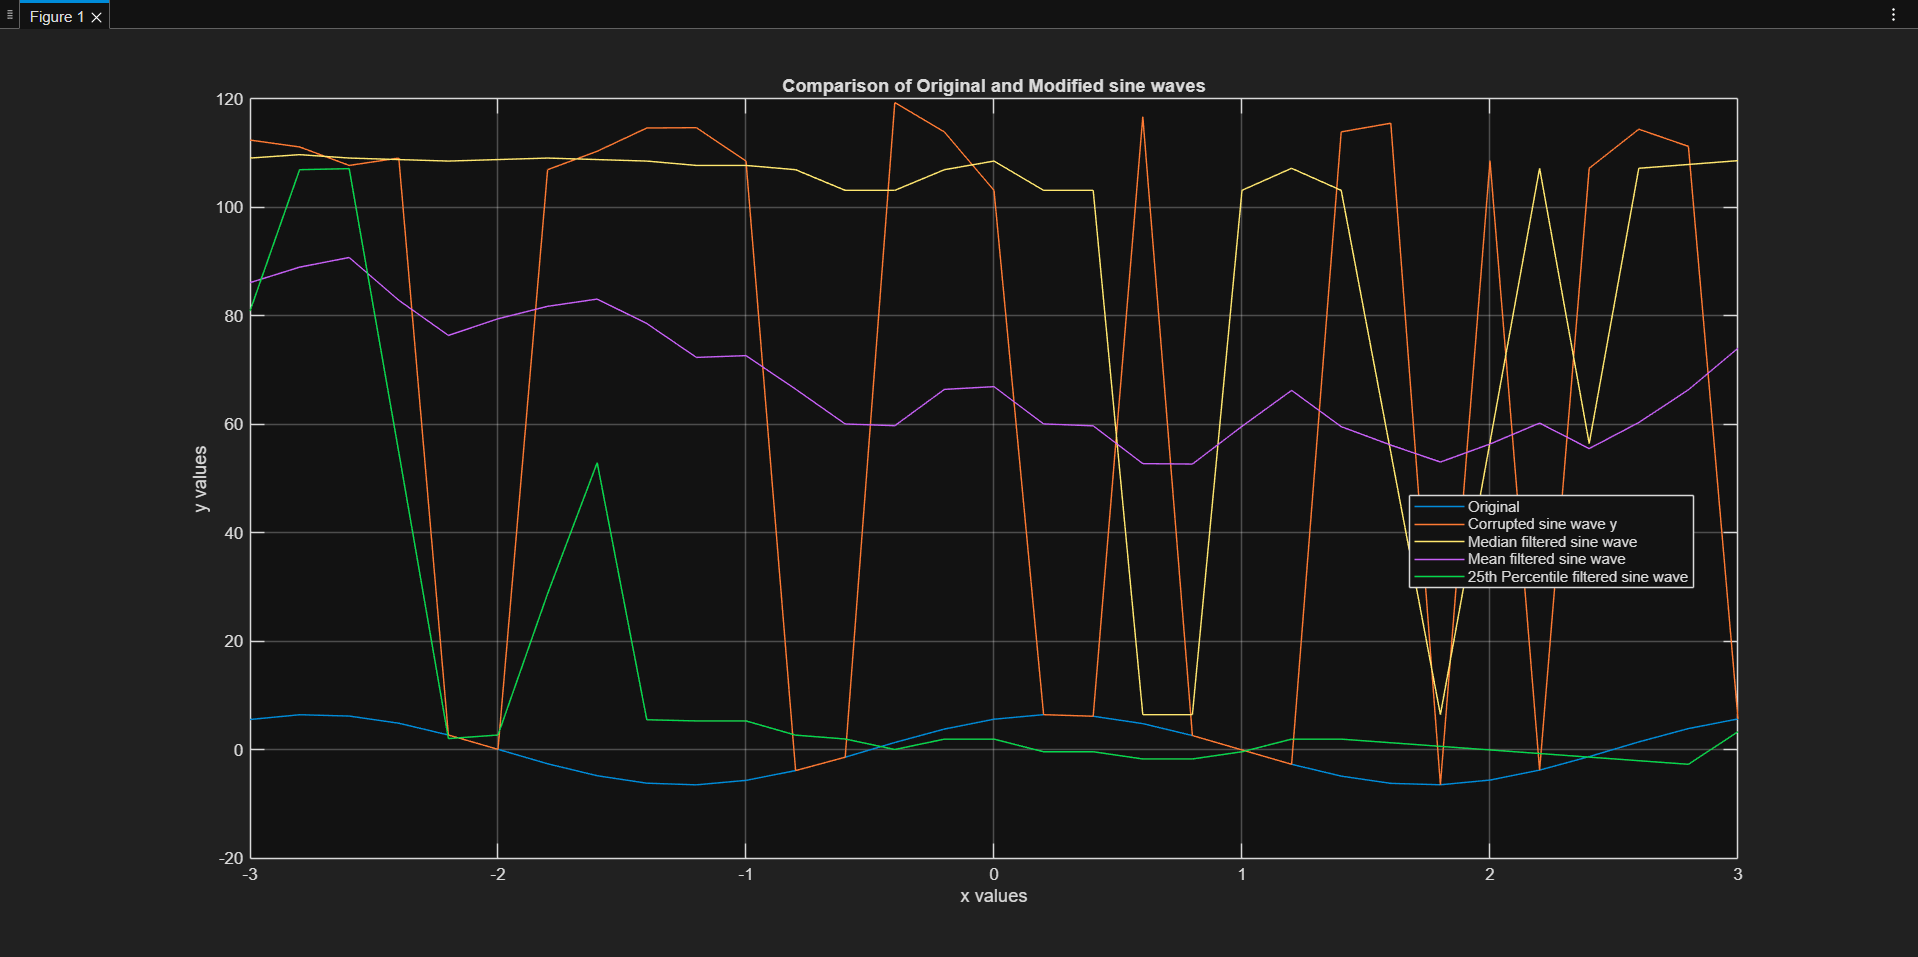 Figure 1
Comparison of Original and Modified sine waves
120
100
80
60
40
20
0
-20
y values
-3
-2
-1
0
1
2
3
x values
Original
Corrupted sine wave y
Median filtered sine wave
Mean filtered sine wave
25th Percentile filtered sine wave